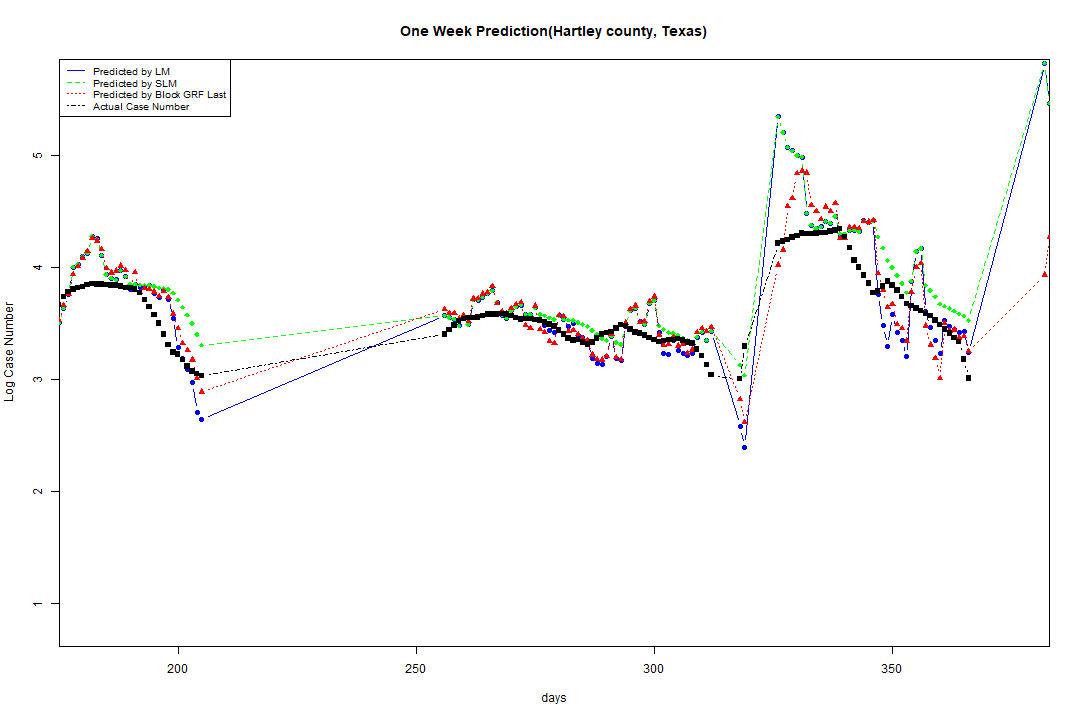 One Week Prediction(Hartley county, Texas)
Predicted by LM
Predicted by SLM
Predicted by Block GRF Last
Actual Case Number
5
4
3
2
1
Log Case Number
200
250
300
350
days